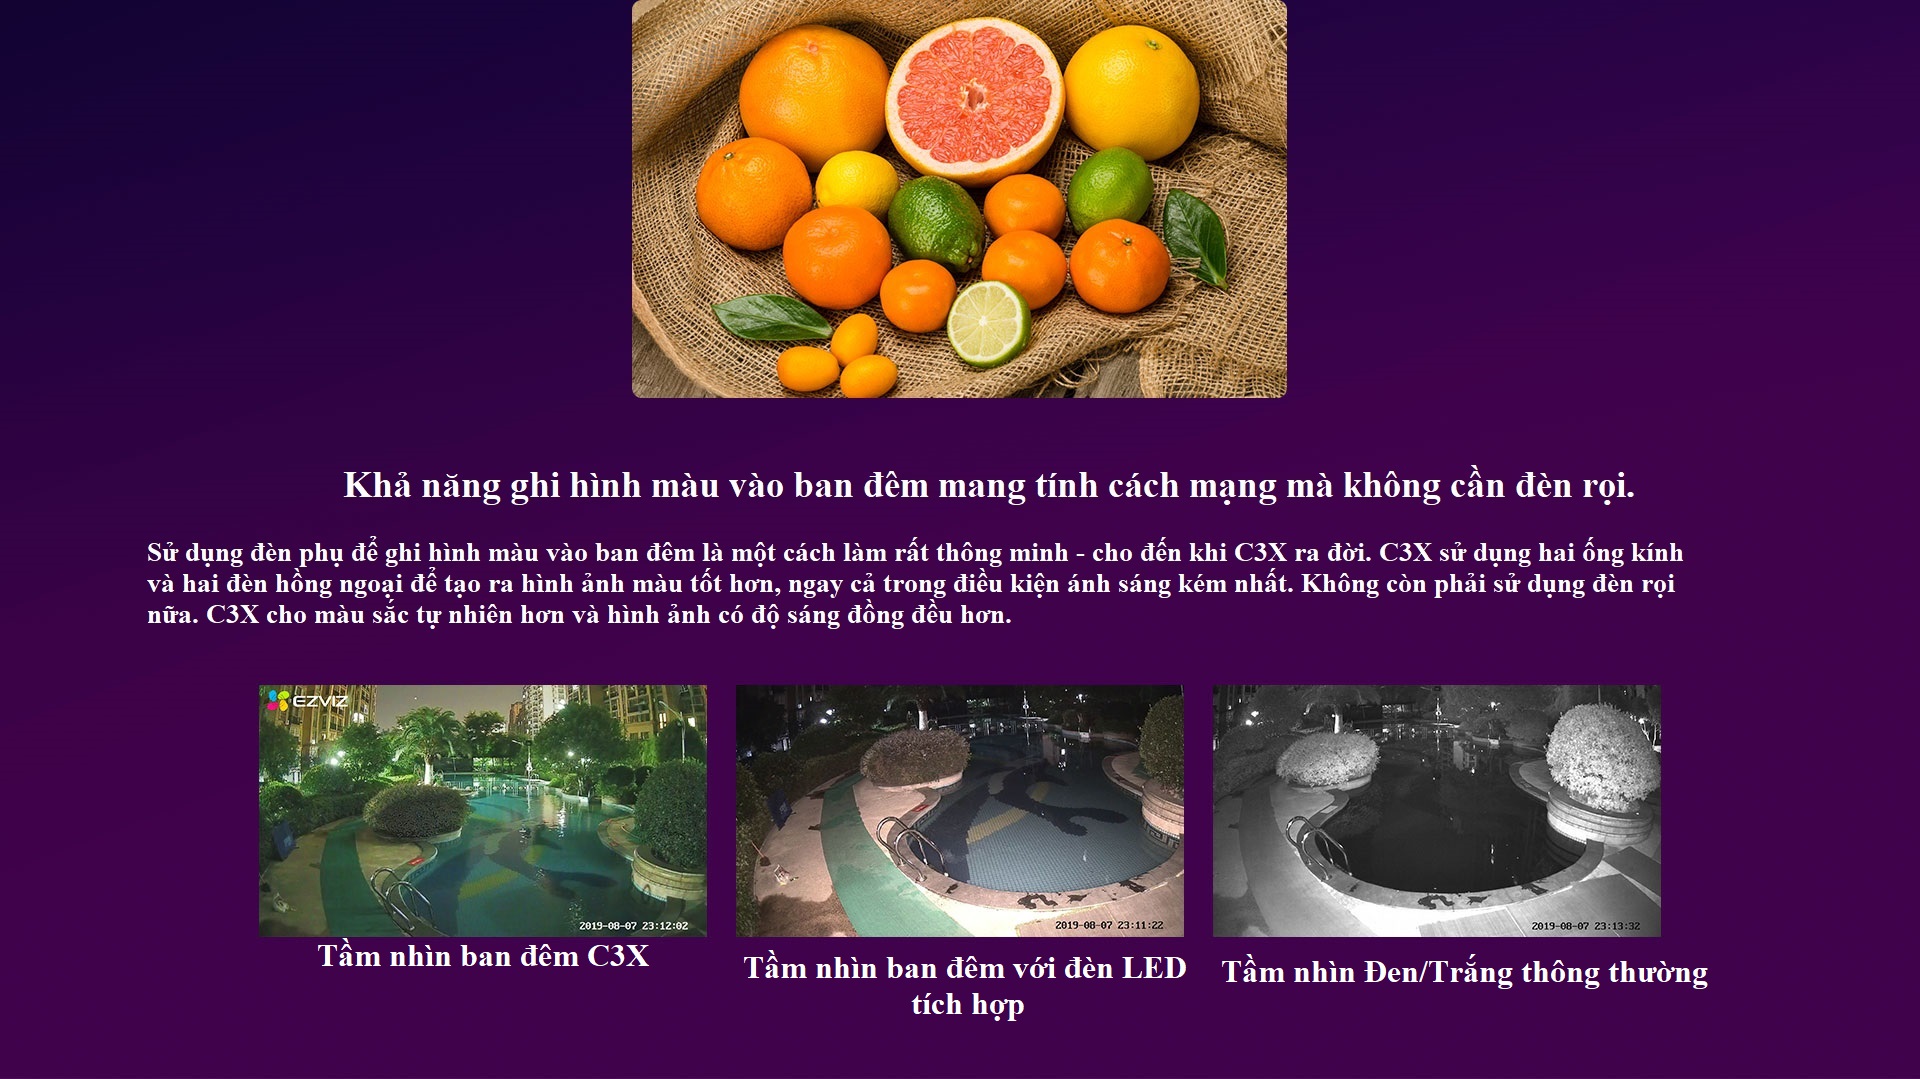 Khả năng ghi hình màu vào ban đêm mang tính cách mạng mà không cần đèn rọi.
Sử dụng đèn phụ để ghi hình màu vào ban đêm là một cách làm rất thông minh - cho đến khi C3X ra đời. C3X sử dụng hai ống kính
và hai đèn hồng ngoại để tạo ra hình ảnh màu tốt hơn, ngay cả trong điều kiện ánh sáng kém nhất. Không còn phải sử dụng đèn rọi
nữa. C3X cho màu sắc tự nhiên hơn và hình ảnh có độ sáng đồng đều hơn.
EZVIZ
2019-08-07 23:12:02
2019-08-07 23:11:22
2019-08-07 23:13:32
Tầm nhìn ban đêm C3X
Tầm nhìn ban đêm với đèn LED
tích hợp
Tầm nhìn Đen/Trắng thông thường